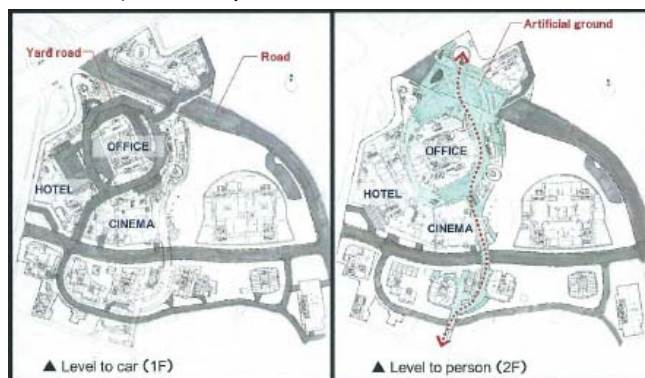 Yard road
Road
OFFICE
HOTEL
CINEMA
▲ Level to car (1F)
Artificial ground
OFFICE
HOTEL
CINEMA
▲ Level to person (2F)